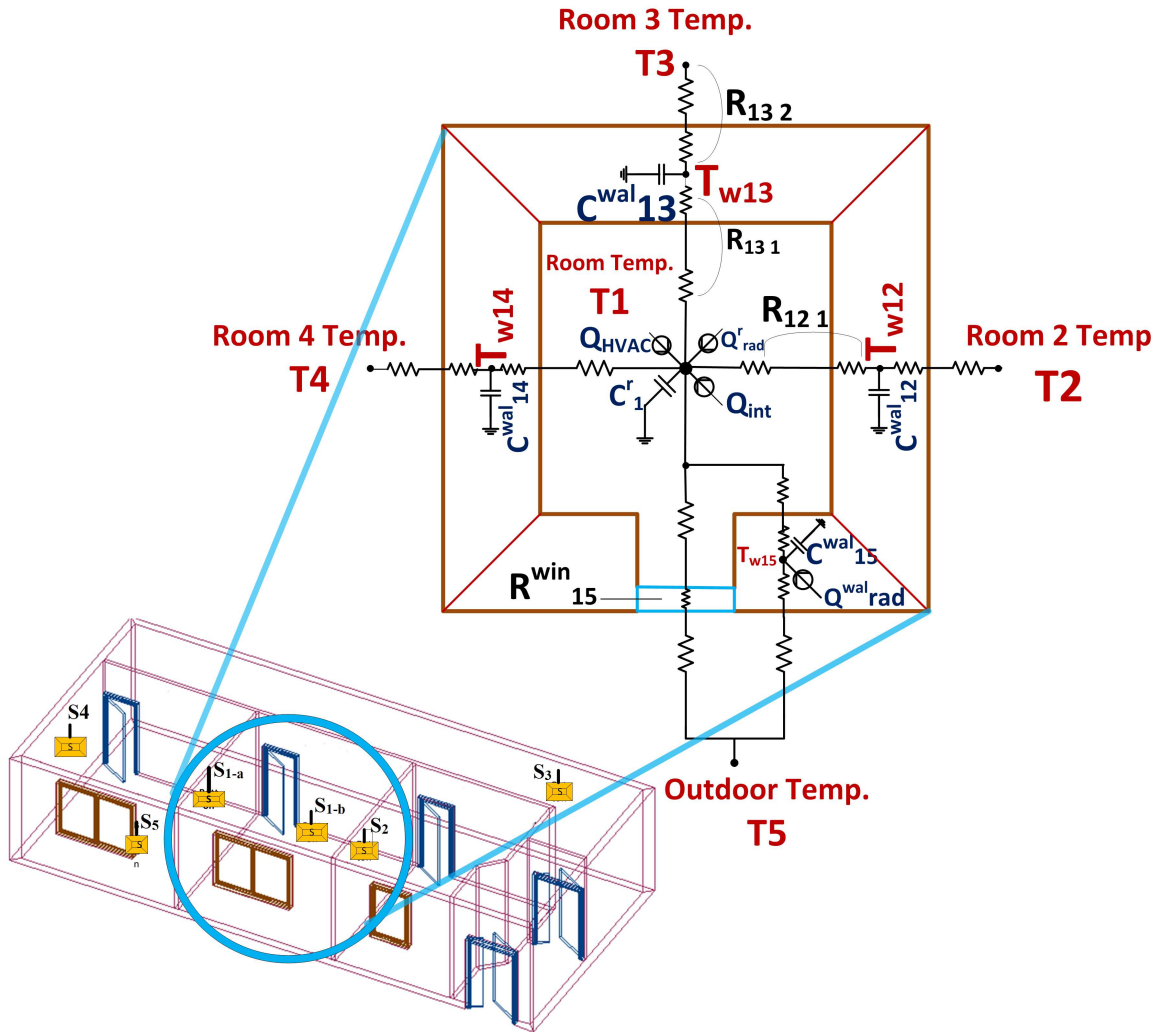 Room 3 Temp.
T3
R13 2
Tw13
Cwal13
R13 1
Room Temp.
T1
Tw14
R12 1
Tw12
Room 4 Temp.
QHVAC
Qrrad
Room 2 Temp
T4
Cr1
Qint
T2
Cwal14
Cwal12
Tw15
Cwal15
Rwin15
Qwalrad
S4
S
S1-a
S
S3
S
Outdoor Temp.
T5
S1-b
S
S5
S
n
S2
S